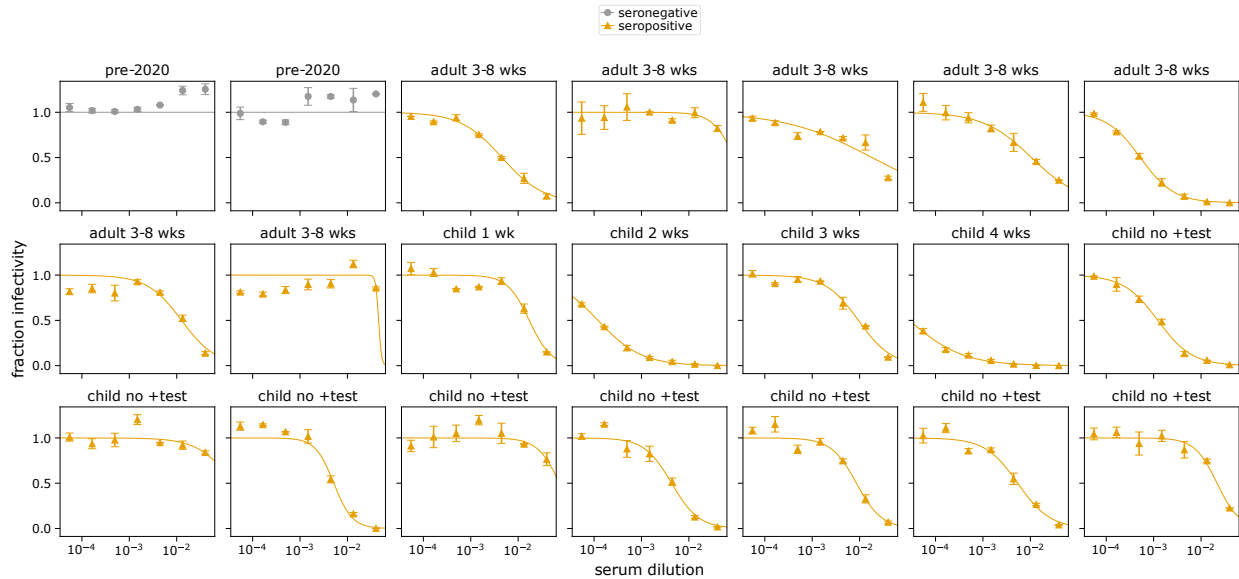 seronegative
seropositive
pre-2020 pre-2020 adult 3-8 wks adult 3-8 wks adult 3-8 wks adult 3-8 wks adult 3-8 wks
1.0
0.5
0.0
adult 3-8 wks adult 3-8 wks child 1 wk child 2 wks child 3 wks child 4 wks child no +test
1.0
0.5
0.0
fraction infectivity
child no +test child no +test child no +test child no +test child no +test child no +test child no +test
1.0
0.5
0.0
10⁻⁴ 10⁻³ 10⁻² 10⁻⁴ 10⁻³ 10⁻² 10⁻⁴ 10⁻³ 10⁻² 10⁻⁴ 10⁻³ 10⁻² 10⁻⁴ 10⁻³ 10⁻² 10⁻⁴ 10⁻³ 10⁻² 10⁻⁴ 10⁻³ 10⁻²
serum dilution